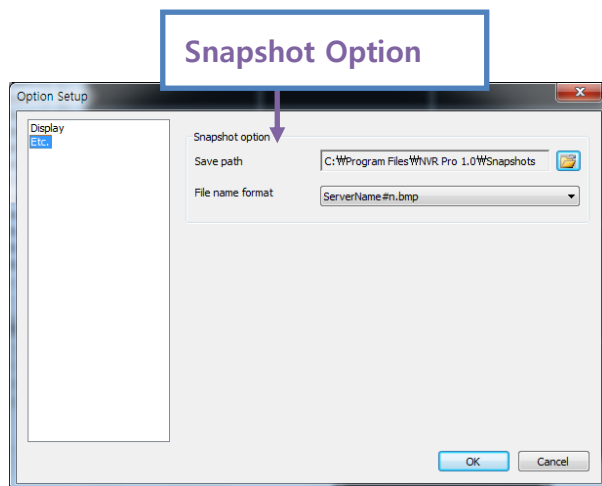 Snapshot Option
Option Setup
Display
Etc.
Snapshot option
Save path
C:₩Program Files₩NVR Pro 1.0₩Snapshots
File name format
ServerName#n.bmp
OK
Cancel